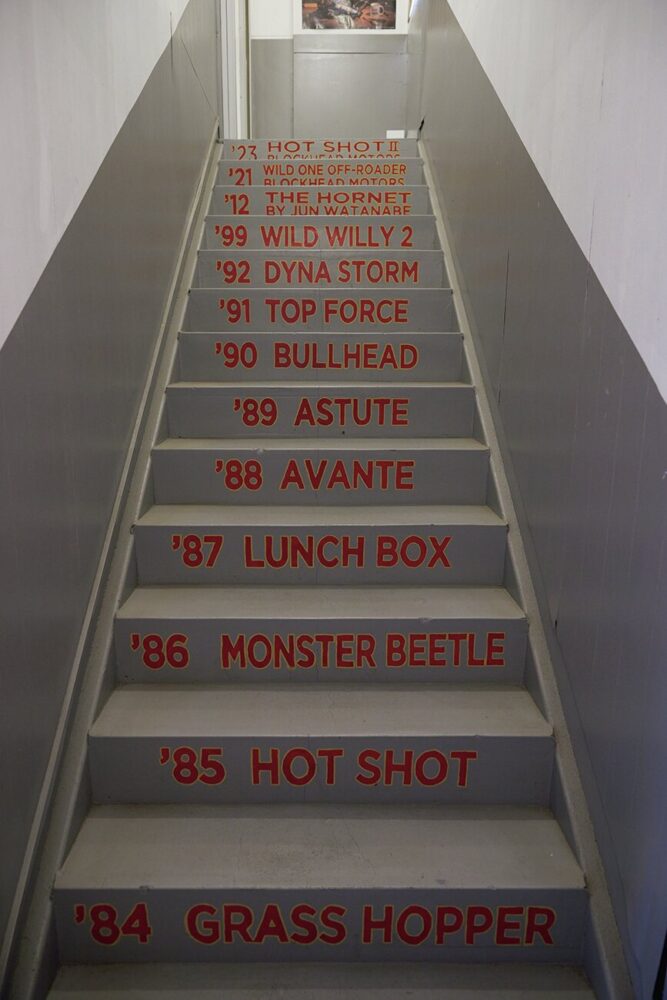 '23 HOT SHOT II
BLOCKHEAD MOTORS
'21 WILD ONE OFF-ROADER
BLOCKHEAD MOTORS
'12 THE HORNET
BY JUN WATANABE
'99 WILD WILLY 2
'92 DYNA STORM
'91 TOP FORCE
'90 BULLHEAD
'89 ASTUTE
'88 AVANTE
'87 LUNCH BOX
'86 MONSTER BEETLE
'85 HOT SHOT
'84 GRASS HOPPER